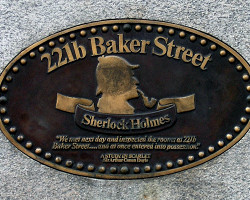 221b Baker Street
Sherlock Holmes
"We met next day and inspected the rooms at 221b
Baker Street.....and at once entered into possession."
A STUDY IN SCARLET
Sir Arthur Conan Doyle